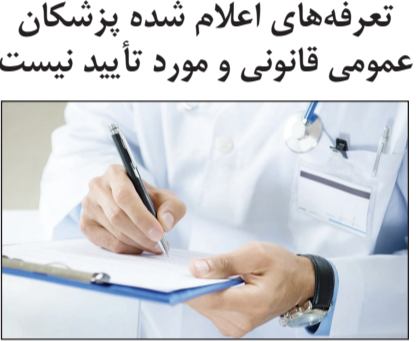 تعرفه‌های اعلام شده پزشکان
عمومی قانونی و مورد تأیید نیست